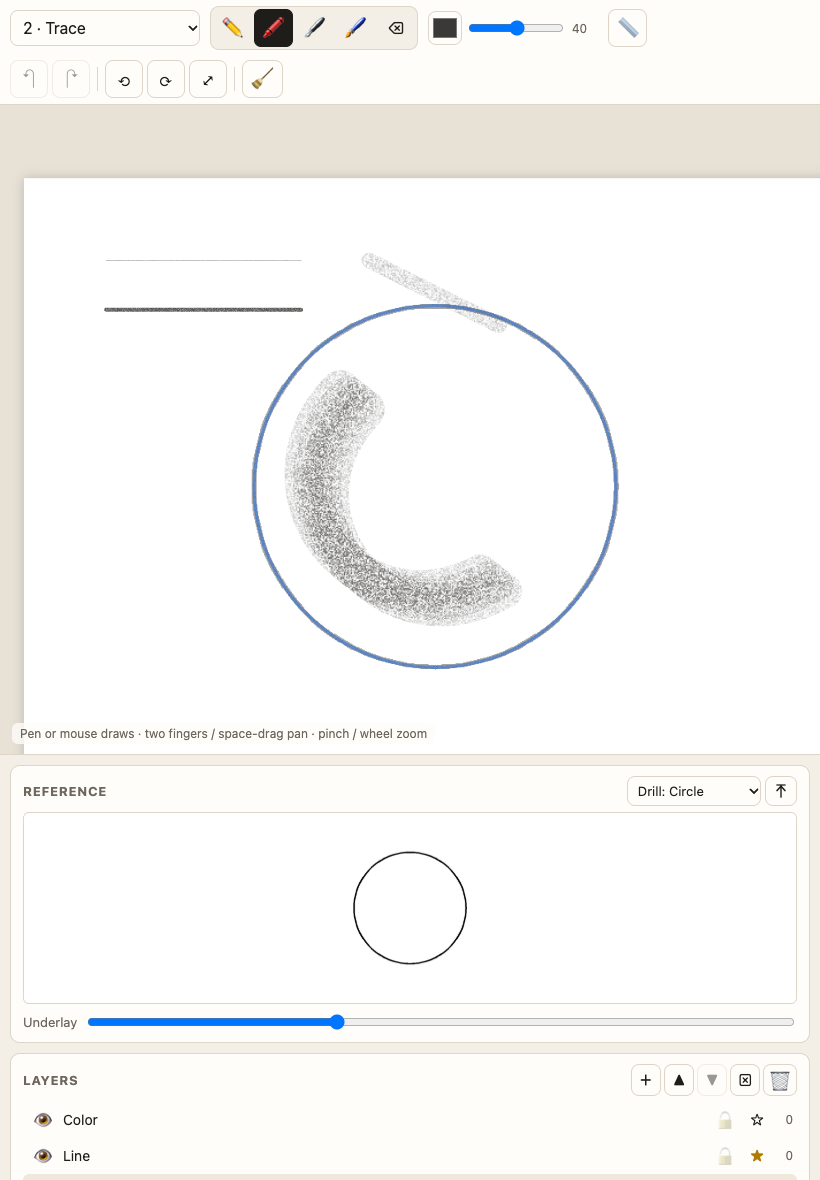 2 · Trace
40
Pen or mouse draws · two fingers / space-drag pan · pinch / wheel zoom
REFERENCE
Drill: Circle
Underlay
LAYERS
Color 0
Line 0